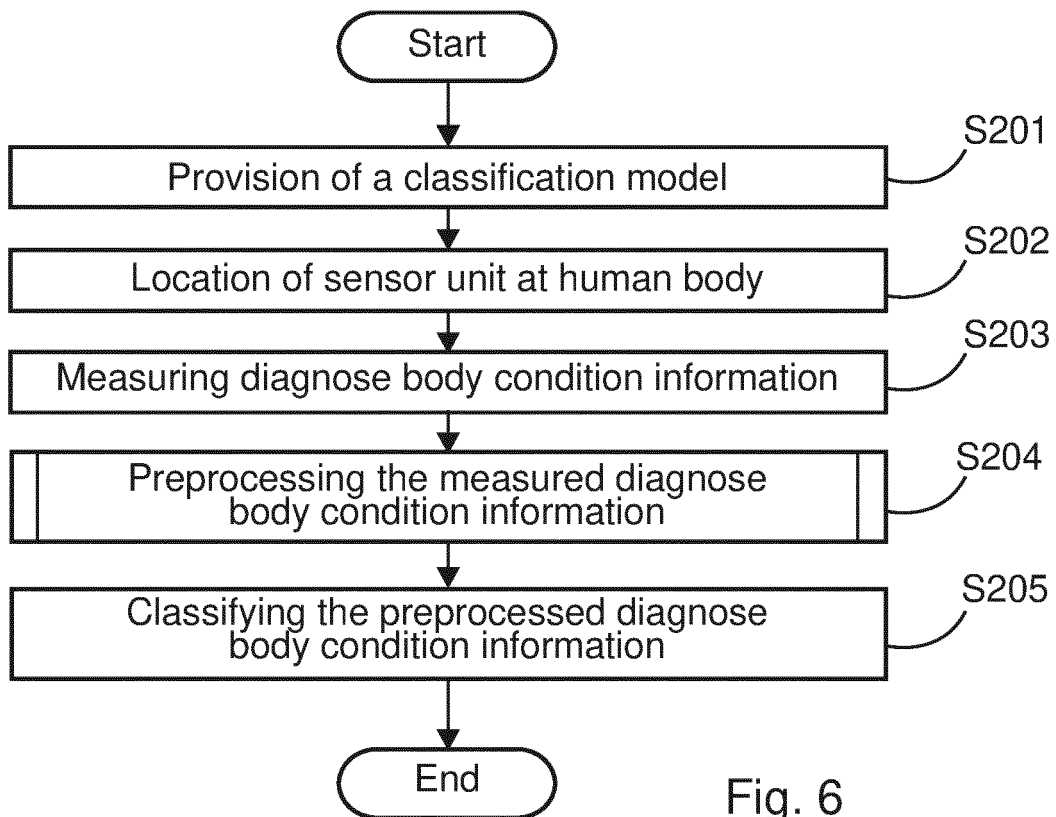 Start
S201
Provision of a classification model
S202
Location of sensor unit at human body
S203
Measuring diagnose body condition information
S204
Preprocessing the measured diagnose
body condition information
S205
Classifying the preprocessed diagnose
body condition information
End
Fig. 6